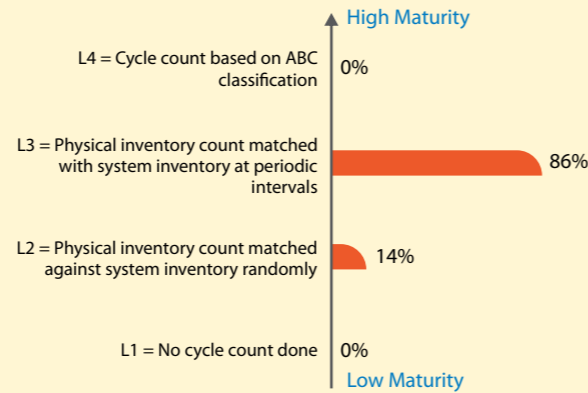 High Maturity
L4 = Cycle count based on ABC
classification
0%
L3 = Physical inventory count matched
with system inventory at periodic
intervals
86%
L2 = Physical inventory count matched
against system inventory randomly
14%
L1 = No cycle count done
0%
Low Maturity